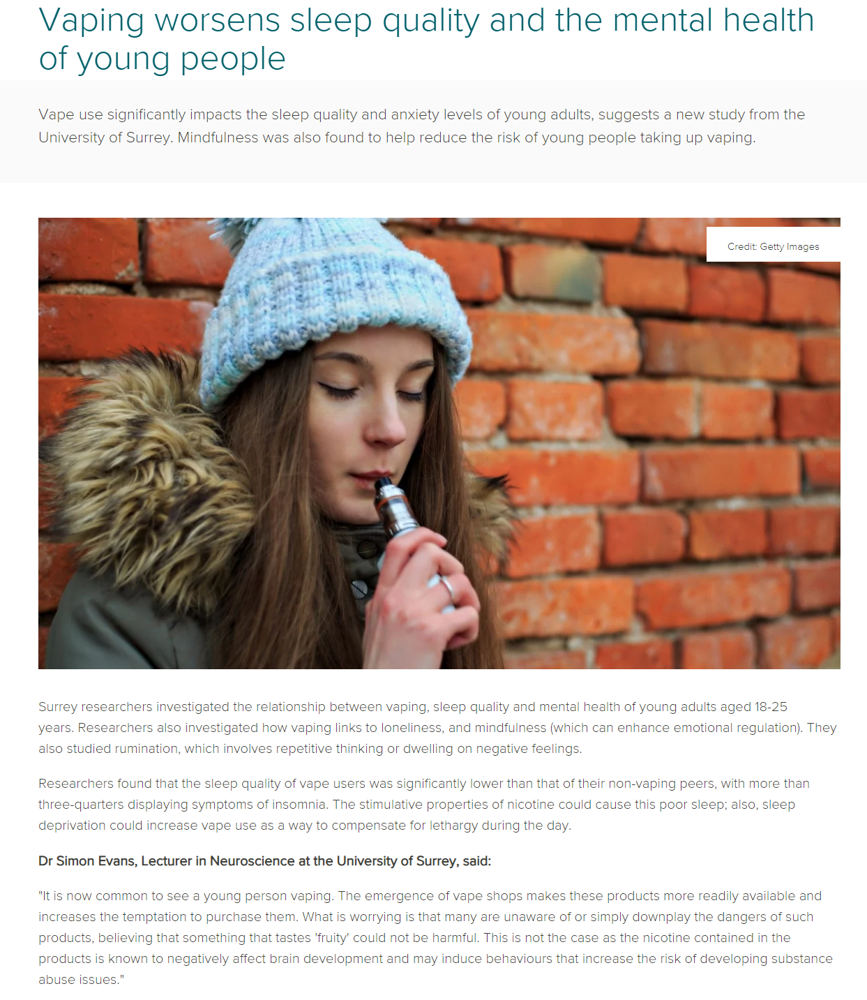 Vaping worsens sleep quality and the mental health
of young people
Vape use significantly impacts the sleep quality and anxiety levels of young adults, suggests a new study from the
University of Surrey. Mindfulness was also found to help reduce the risk of young people taking up vaping.
Credit: Getty Images
Surrey researchers investigated the relationship between vaping, sleep quality and mental health of young adults aged 18-25
years. Researchers also investigated how vaping links to loneliness, and mindfulness (which can enhance emotional regulation). They
also studied rumination, which involves repetitive thinking or dwelling on negative feelings.
Researchers found that the sleep quality of vape users was significantly lower than that of their non-vaping peers, with more than
three-quarters displaying symptoms of insomnia. The stimulative properties of nicotine could cause this poor sleep; also, sleep
deprivation could increase vape use as a way to compensate for lethargy during the day.
Dr Simon Evans, Lecturer in Neuroscience at the University of Surrey, said:
"It is now common to see a young person vaping. The emergence of vape shops makes these products more readily available and
increases the temptation to purchase them. What is worrying is that many are unaware of or simply downplay the dangers of such
products, believing that something that tastes 'fruity' could not be harmful. This is not the case as the nicotine contained in the
products is known to negatively affect brain development and may induce behaviours that increase the risk of developing substance
abuse issues."